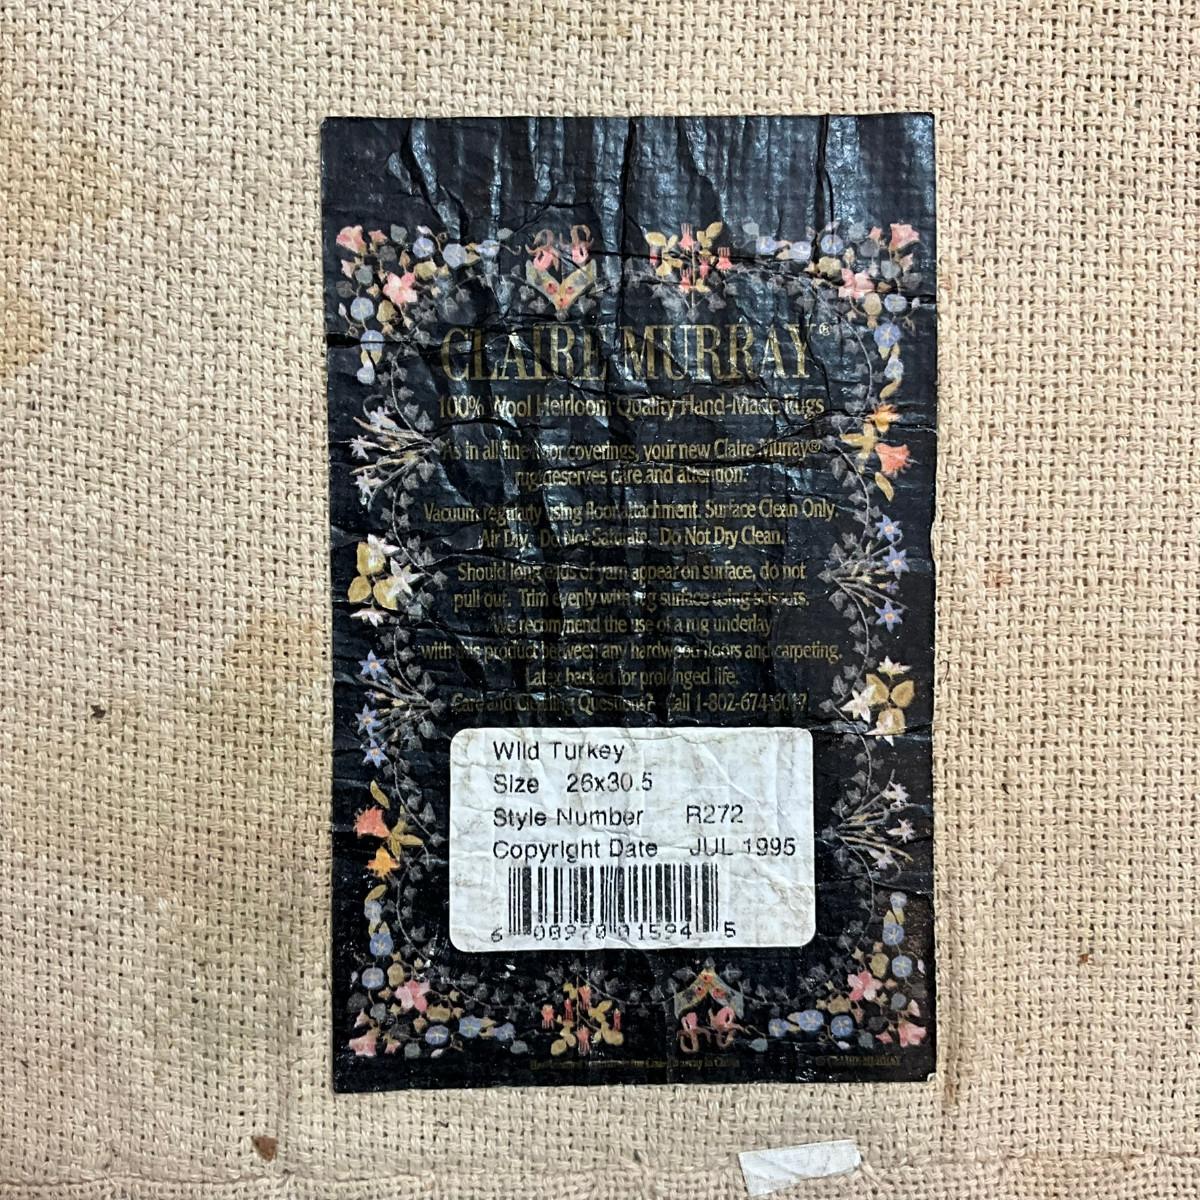 CLAIRE MURRAY®
100% Wool Heirloom Quality Hand-Made Rugs
As in all fine floor coverings, your new Claire Murray®
rug deserves care and attention.
Vacuum regularly using floor attachment. Surface Clean Only.
Air Dry. Do Not Saturate. Do Not Dry Clean.
Should long ends of yarn appear on surface, do not
pull out. Trim evenly with rug surface using scissors.
We recommend the use of a rug underlay
with this product between any hardwood floors and carpeting.
Latex backed for prolonged life.
Care and Cleaning Questions? Call 1-802-674-6017.
Wild Turkey
Size 26x30.5
Style Number R272
Copyright Date JUL 1995
6 00970 01594 5
© CLAIRE MURRAY